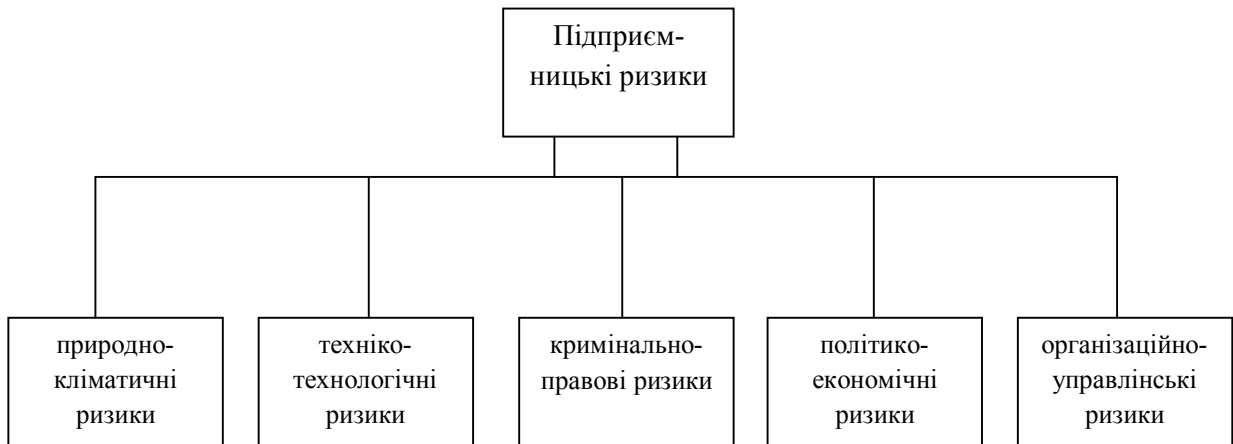 Підприєм-
ницькі ризики
природно-
кліматичні
ризики
техніко-
технологічні
ризики
кримінально-
правові ризики
політико-
економічні
ризики
організаційно-
управлінські
ризики